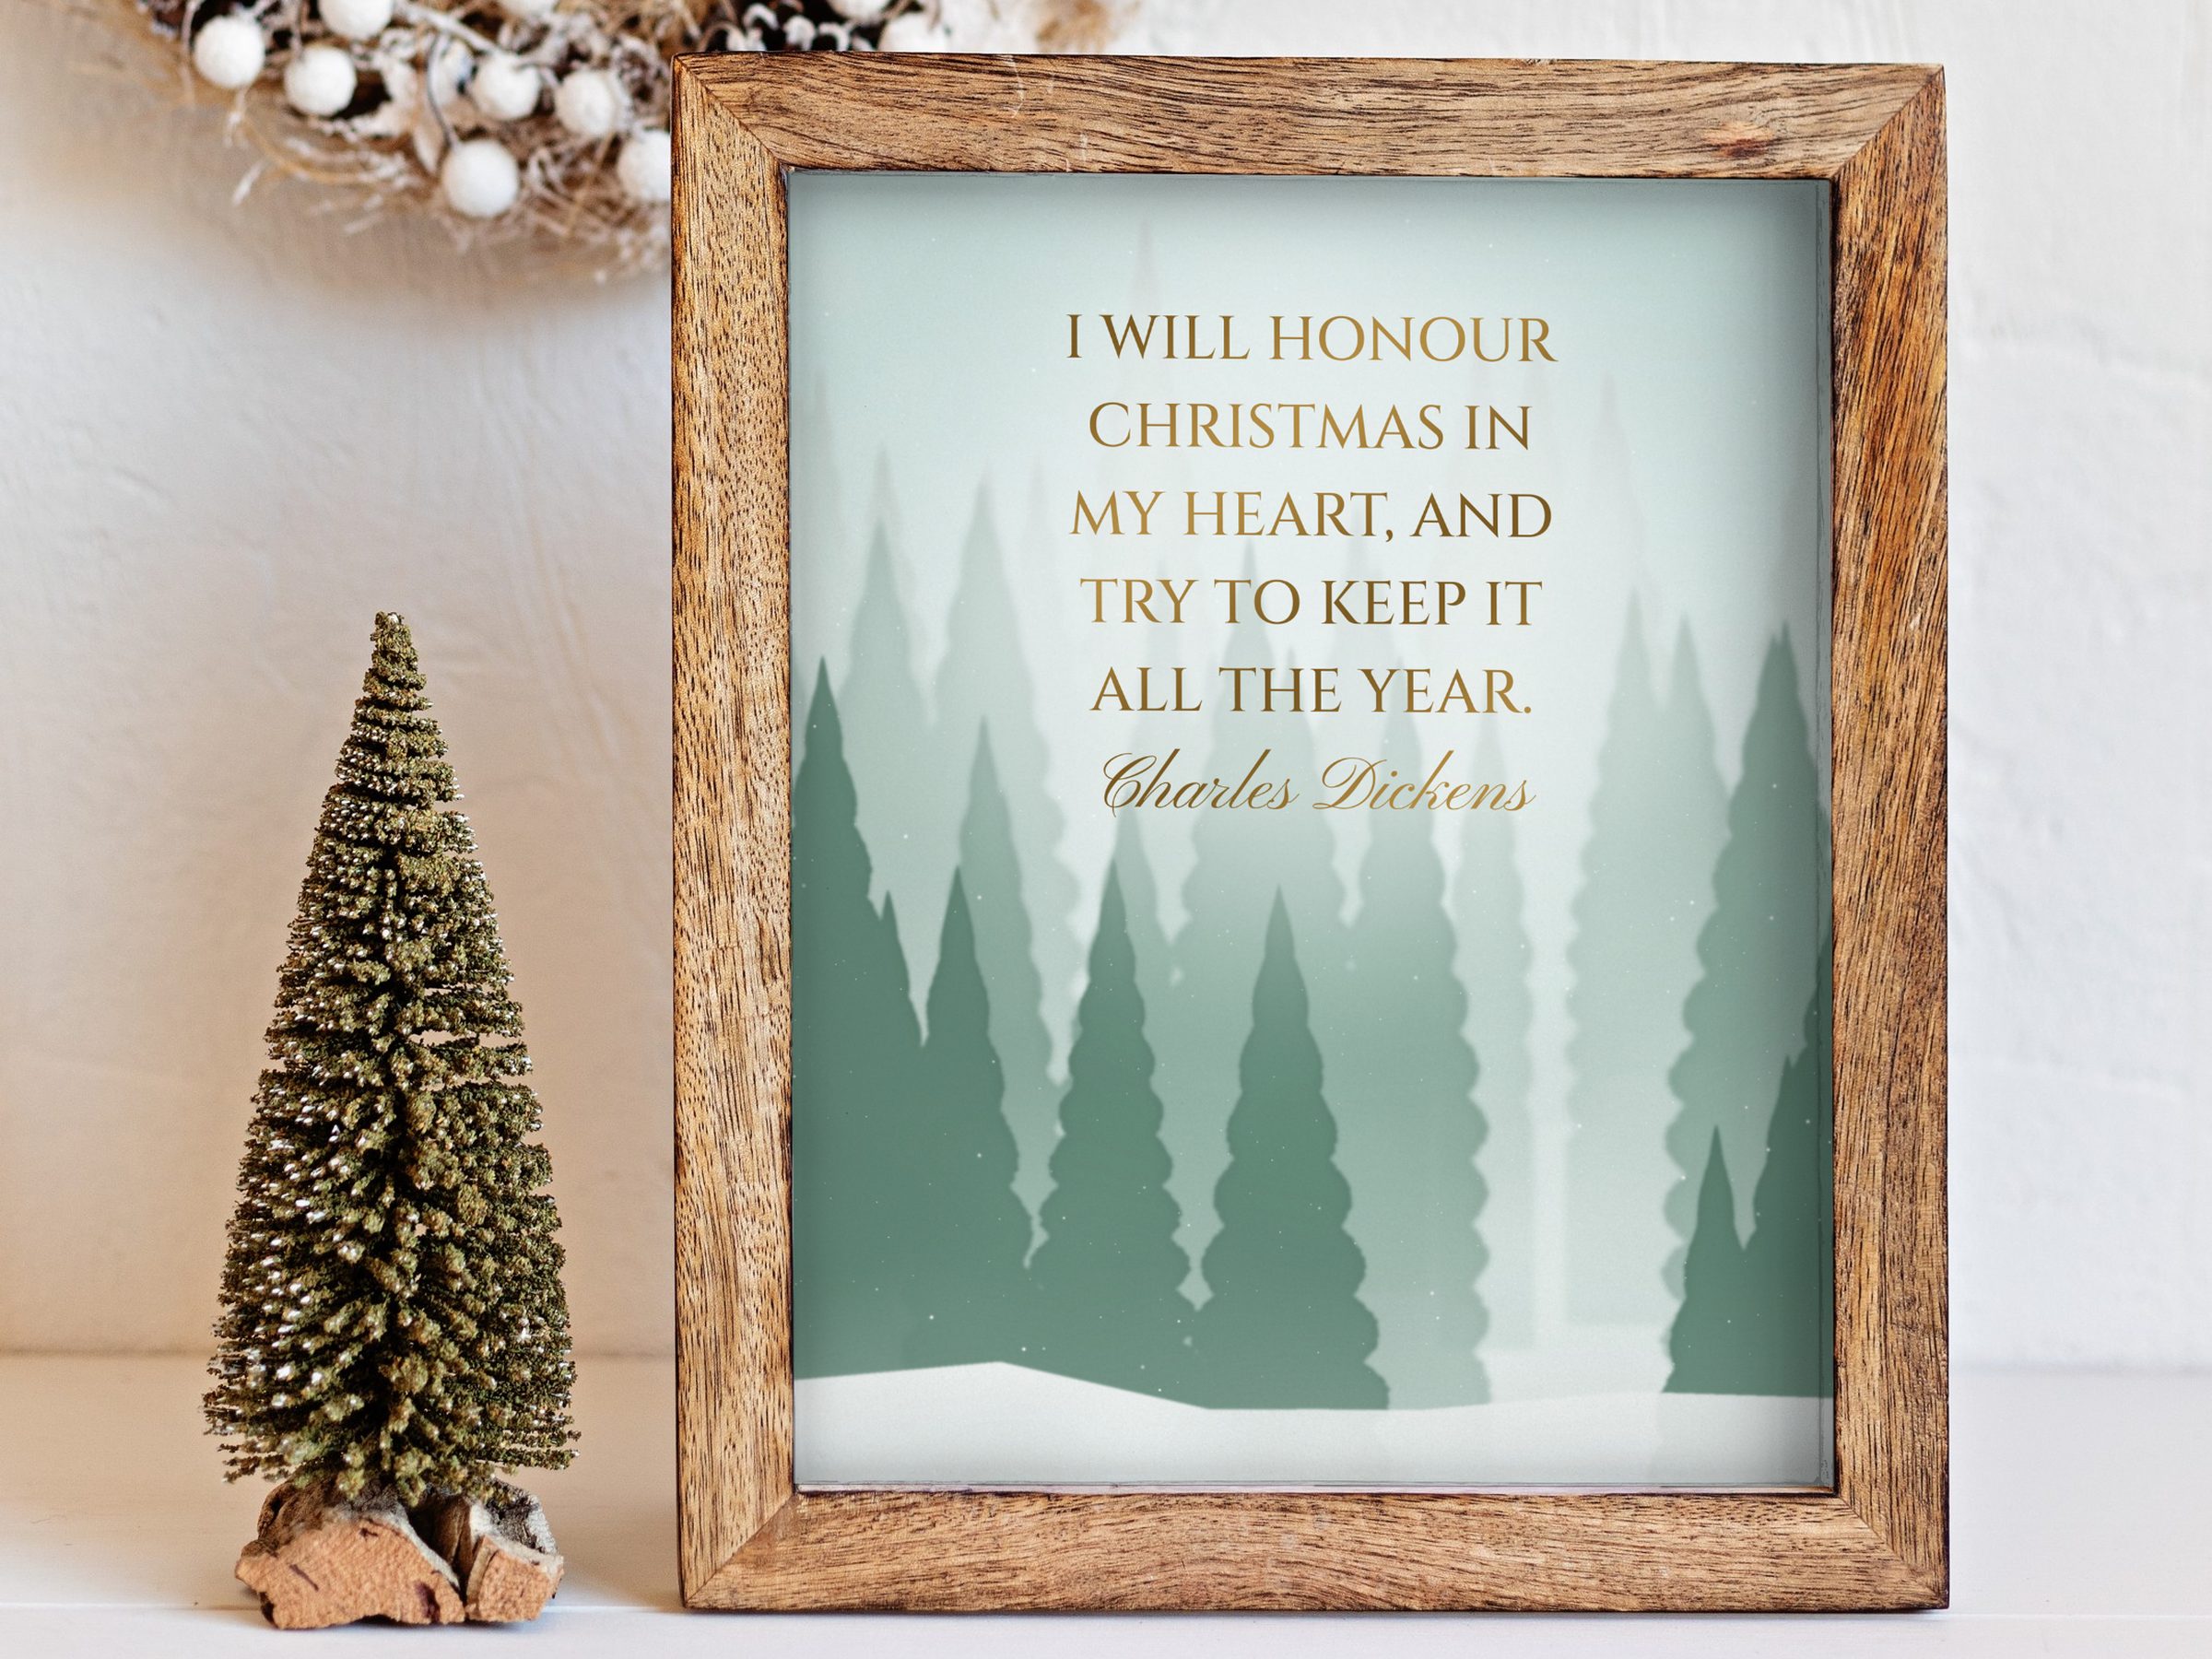 I WILL HONOUR
CHRISTMAS IN
MY HEART, AND
TRY TO KEEP IT
ALL THE YEAR.
Charles Dickens